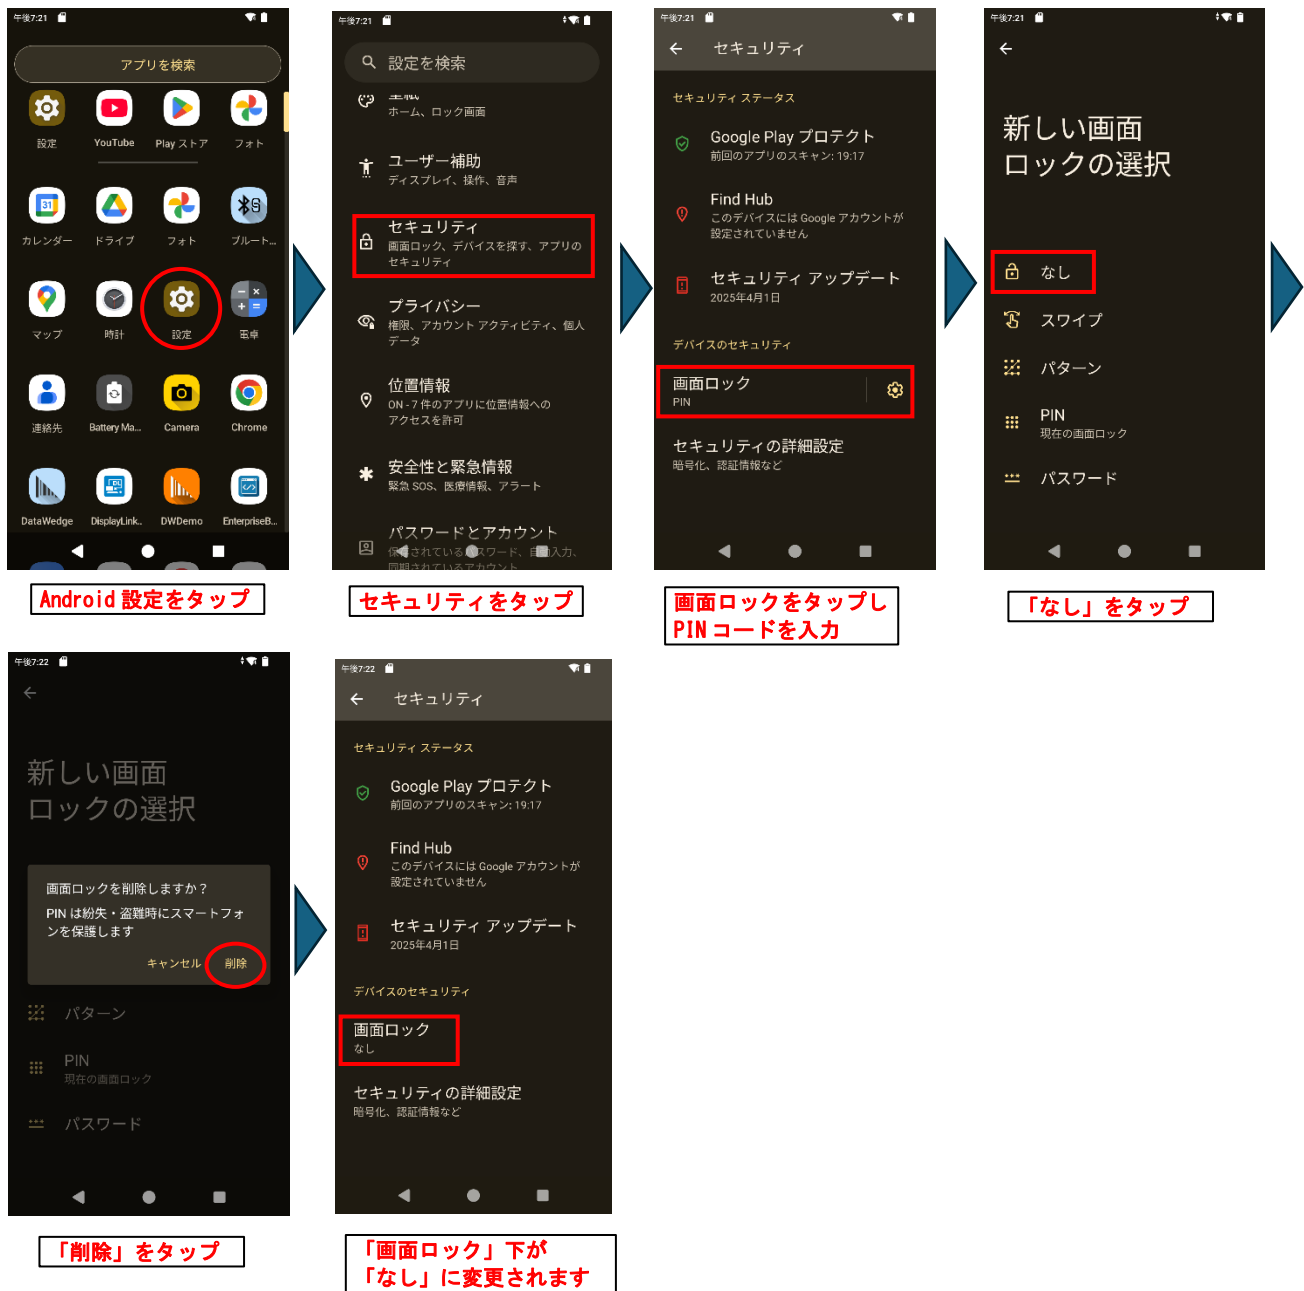 午後7:21
アプリを検索
設定
YouTube
Play ストア
フォト
カレンダー
ドライブ
フォト
ブルート...
マップ
時計
設定
電卓
連絡先
Battery Ma...
Camera
Chrome
DataWedge
DisplayLink..
DWDemo
EnterpriseB...
Android 設定をタップ
午後7:21
設定を検索
壁紙
ホーム、ロック画面
ユーザー補助
ディスプレイ、操作、音声
セキュリティ
画面ロック、デバイスを探す、アプリの
セキュリティ
プライバシー
権限、アカウント アクティビティ、個人
データ
位置情報
ON - 7 件のアプリに位置情報への
アクセスを許可
安全性と緊急情報
緊急 SOS、医療情報、アラート
パスワードとアカウント
保存されているパスワード、自動入力、
同期されているアカウント
セキュリティをタップ
午後7:21
セキュリティ
セキュリティ ステータス
Google Play プロテクト
前回のアプリのスキャン: 19:17
Find Hub
このデバイスには Google アカウントが
設定されていません
セキュリティ アップデート
2025年4月1日
デバイスのセキュリティ
画面ロック
PIN
セキュリティの詳細設定
暗号化、認証情報など
画面ロックをタップし
PIN コードを入力
午後7:21
新しい画面
ロックの選択
なし
スワイプ
パターン
PIN
現在の画面ロック
パスワード
「なし」をタップ
午後7:22
新しい画面
ロックの選択
画面ロックを削除しますか？
PIN は紛失・盗難時にスマートフォ
ンを保護します
キャンセル
削除
パターン
PIN
現在の画面ロック
パスワード
「削除」をタップ
午後7:22
セキュリティ
セキュリティ ステータス
Google Play プロテクト
前回のアプリのスキャン: 19:17
Find Hub
このデバイスには Google アカウントが
設定されていません
セキュリティ アップデート
2025年4月1日
デバイスのセキュリティ
画面ロック
なし
セキュリティの詳細設定
暗号化、認証情報など
「画面ロック」下が
「なし」に変更されます